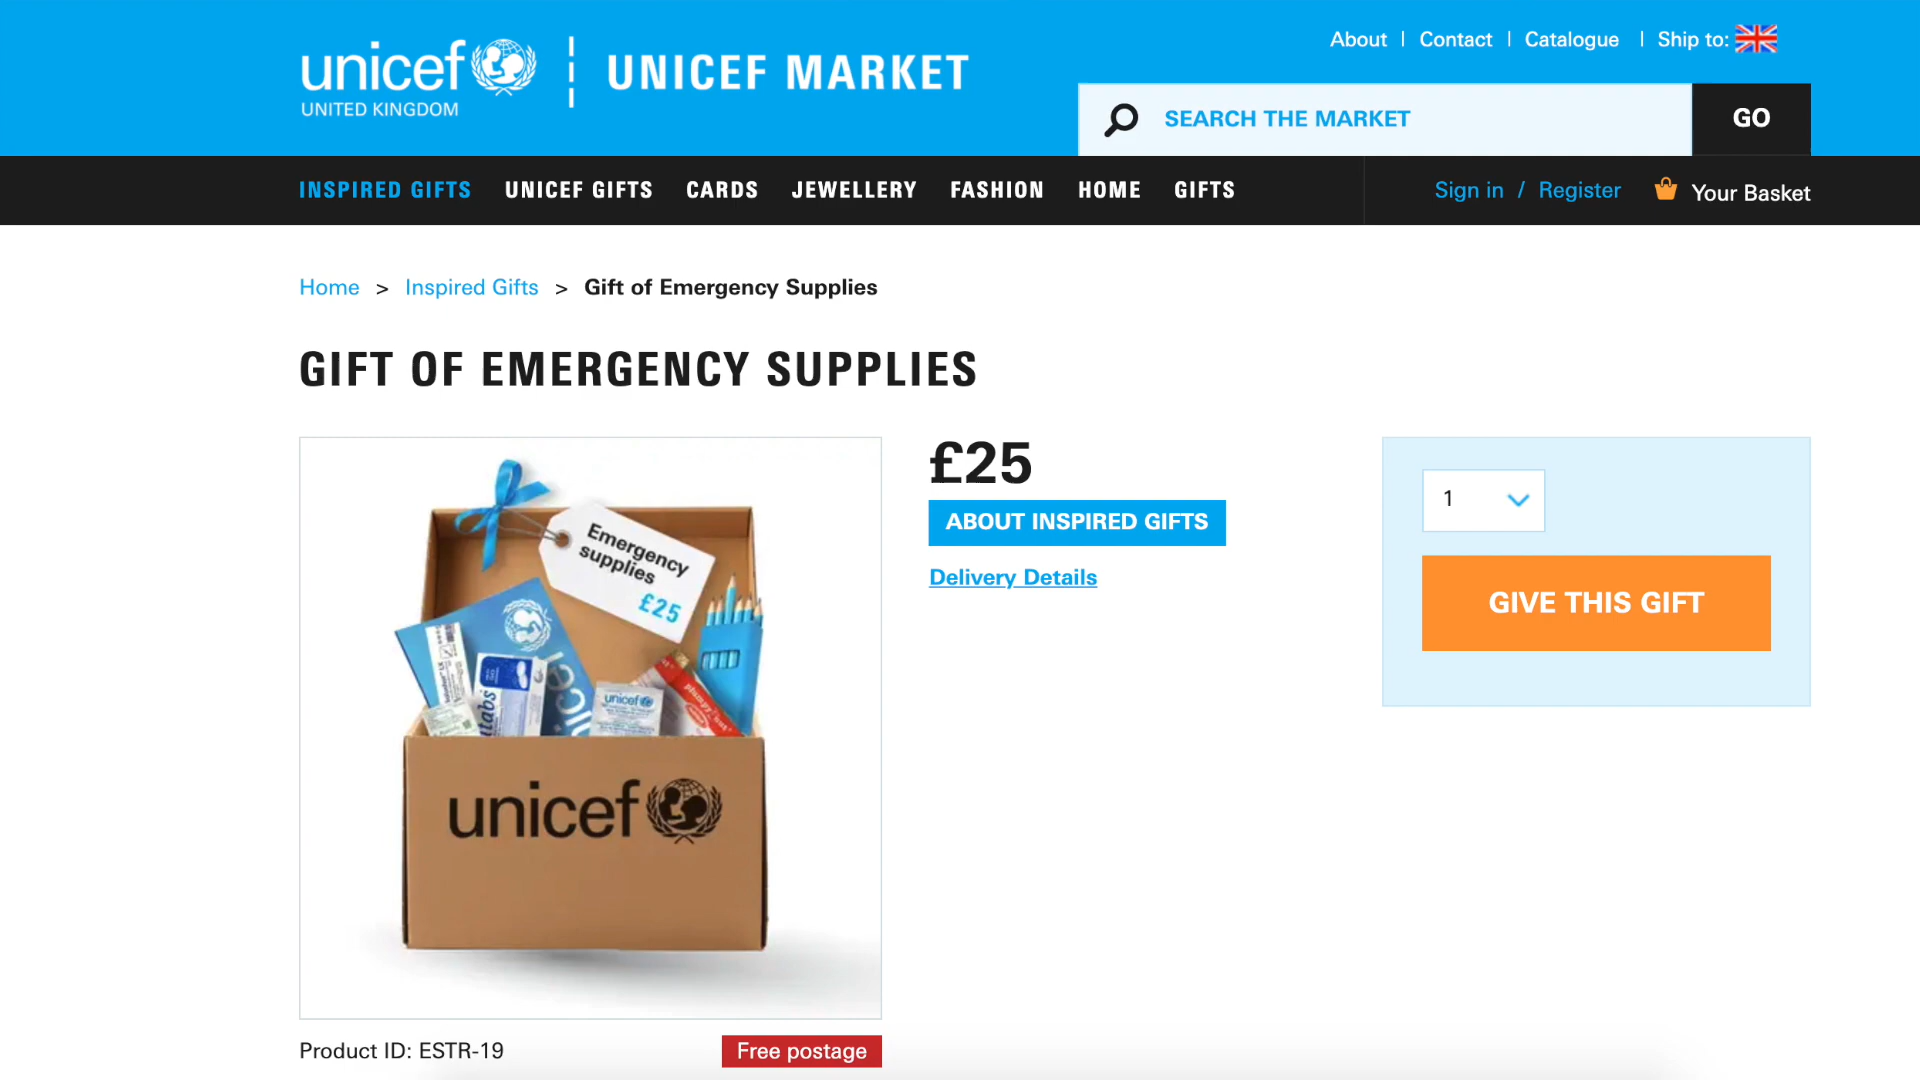 unicef
UNITED KINGDOM
UNICEF MARKET
About | Contact | Catalogue | Ship to:
SEARCH THE MARKET
GO
INSPIRED GIFTS UNICEF GIFTS CARDS JEWELLERY FASHION HOME GIFTS
Sign in / Register
Your Basket
Home > Inspired Gifts > Gift of Emergency Supplies
GIFT OF EMERGENCY SUPPLIES
Emergency
supplies
£25
unicef
unicef
£25
ABOUT INSPIRED GIFTS
Delivery Details
1
GIVE THIS GIFT
Product ID: ESTR-19
Free postage